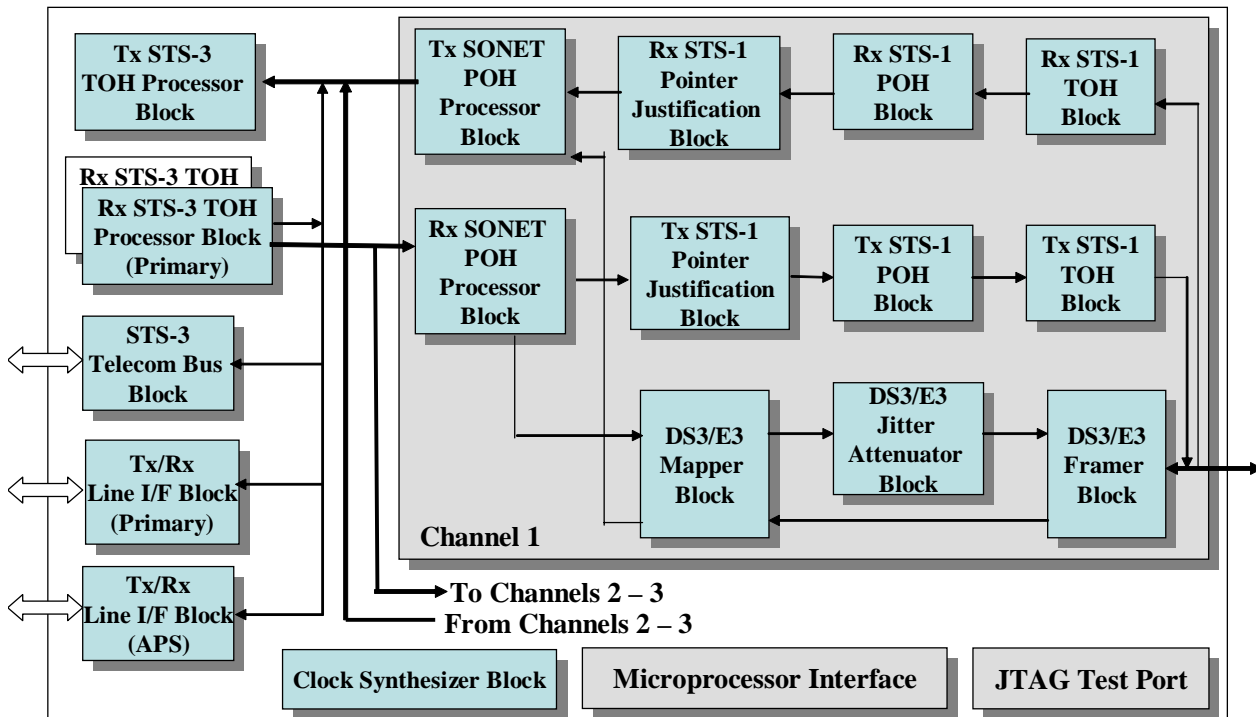 Tx STS-3
TOH Processor
Block
Tx SONET
POH
Processor
Block
Rx STS-1
Pointer
Justification
Block
Rx STS-1
POH
Block
Rx STS-1
TOH
Block
Rx STS-3 TOH
Rx STS-3 TOH
Processor Block
(Primary)
Rx SONET
POH
Processor
Block
Tx STS-1
Pointer
Justification
Block
Tx STS-1
POH
Block
Tx STS-1
TOH
Block
STS-3
Telecom Bus
Block
DS3/E3
Mapper
Block
DS3/E3
Jitter
Attenuator
Block
DS3/E3
Framer
Block
Tx/Rx
Line I/F Block
(Primary)
Channel 1
Tx/Rx
Line I/F Block
(APS)
To Channels 2 – 3
From Channels 2 – 3
Clock Synthesizer Block
Microprocessor Interface
JTAG Test Port